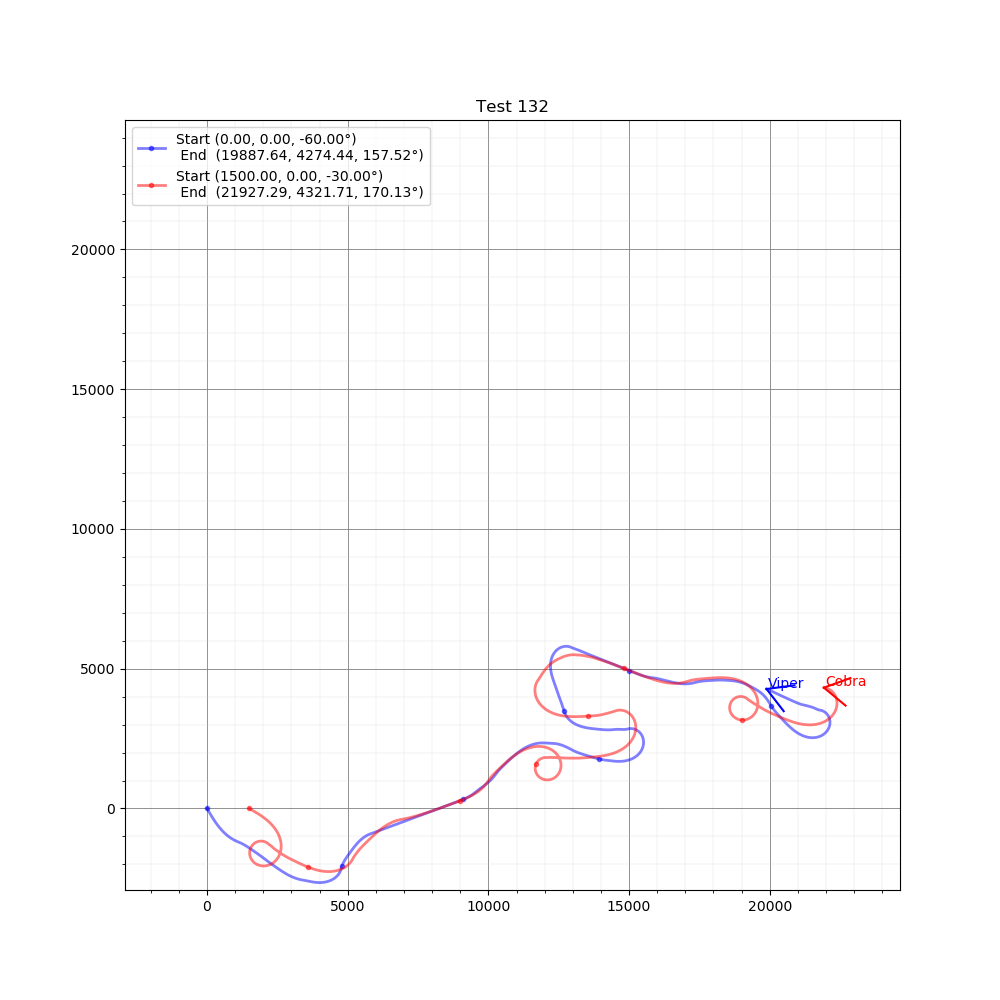 Test 132
Start (0.00, 0.00, -60.00°)
End  (19887.64, 4274.44, 157.52°)
Start (1500.00, 0.00, -30.00°)
End  (21927.29, 4321.71, 170.13°)
20000
15000
10000
5000
0
Viper
Cobra
0
5000
10000
15000
20000